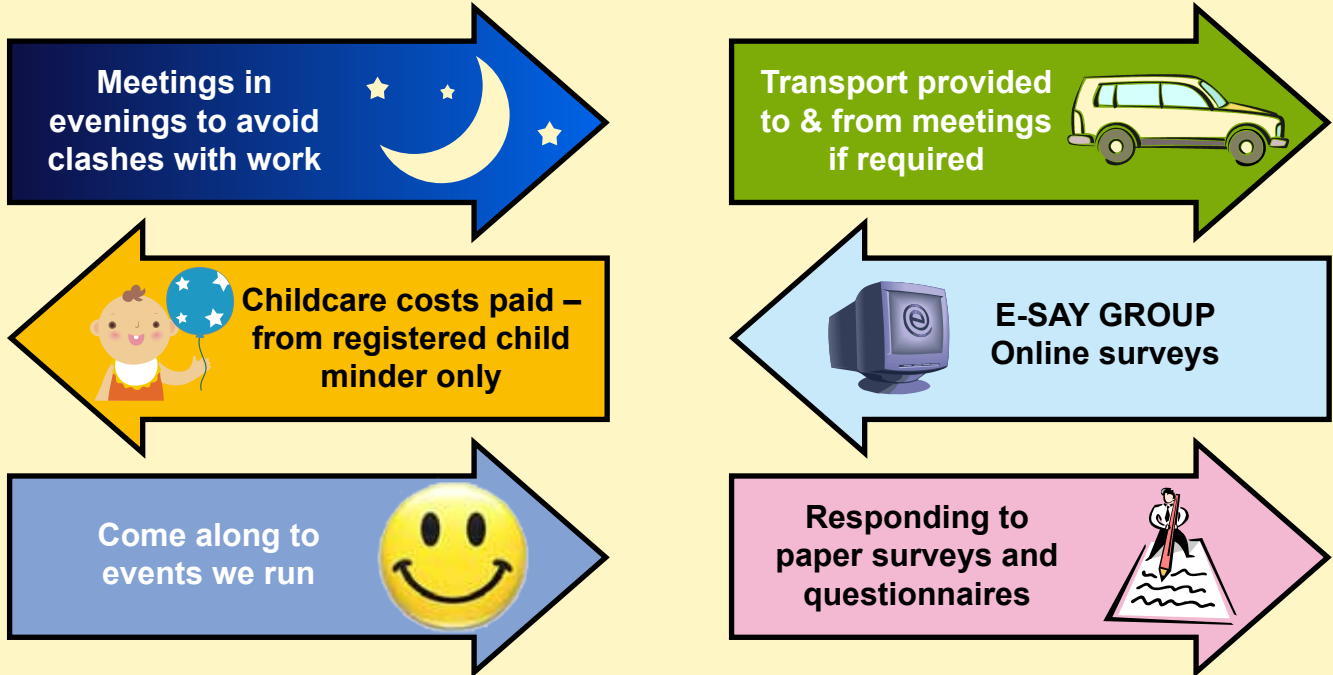 Meetings in
evenings to avoid
clashes with work
Transport provided
to & from meetings
if required
Childcare costs paid –
from registered child
minder only
E-SAY GROUP
Online surveys
Come along to
events we run
Responding to
paper surveys and
questionnaires